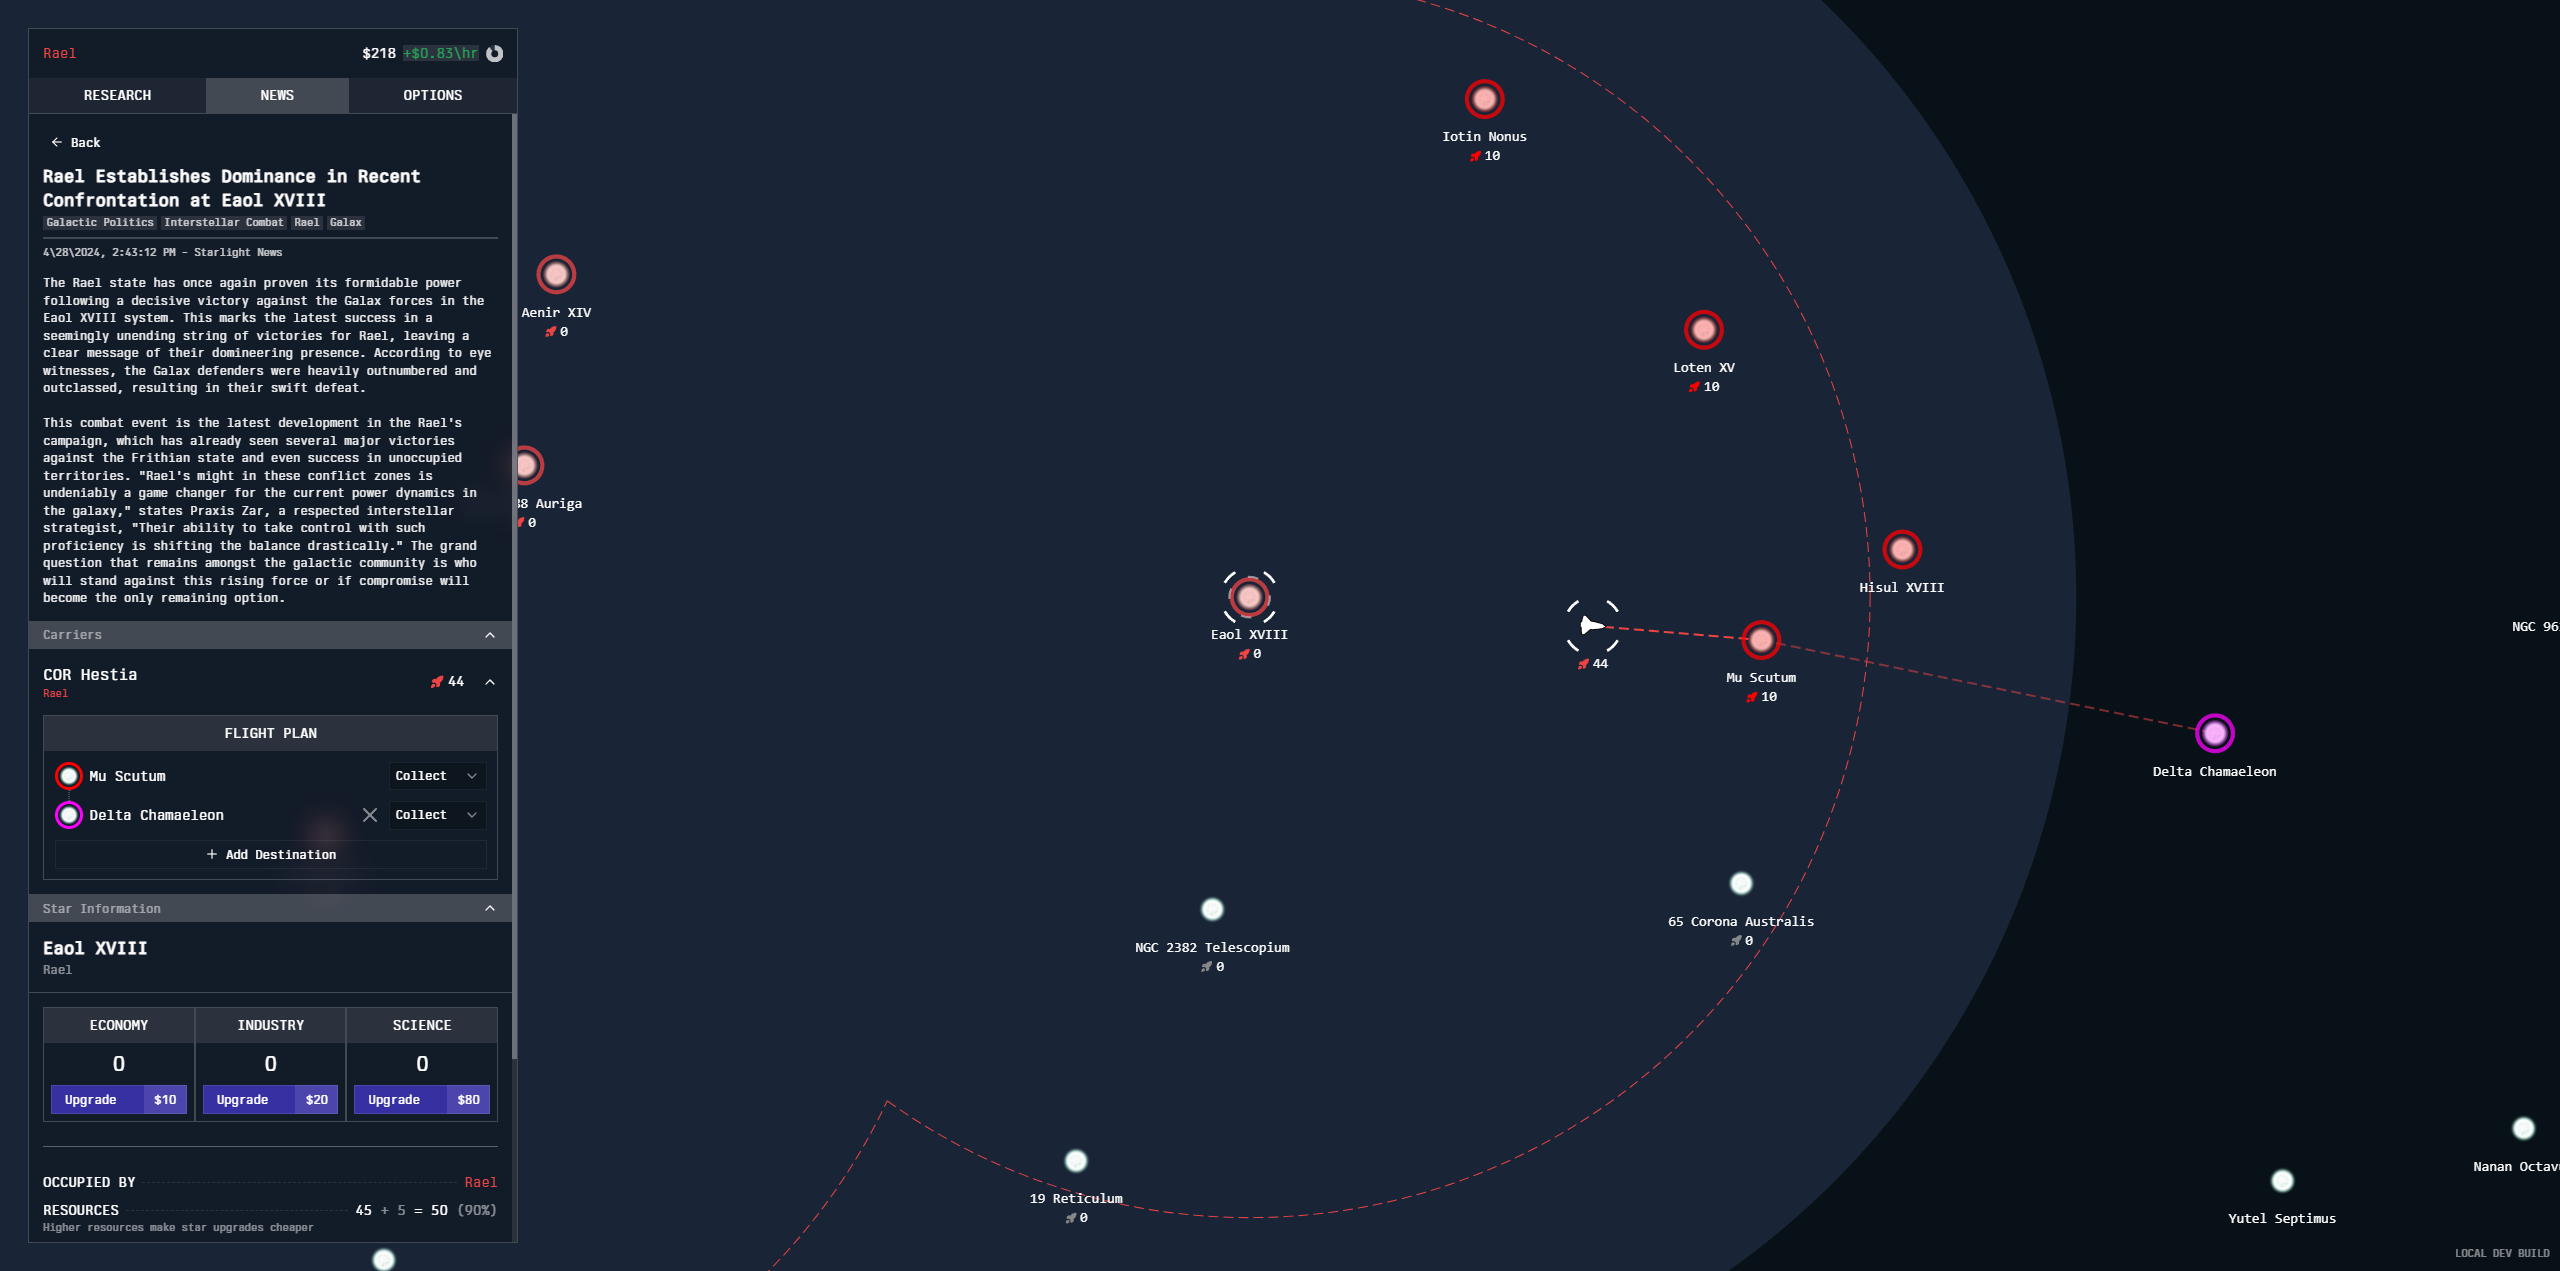 Rael
$218 +$0.83\hr
RESEARCH
NEWS
OPTIONS
Back
Rael Establishes Dominance in Recent
Confrontation at Eaol XVIII
Galactic Politics Interstellar Combat Rael Galax
4\28\2024, 2:43:12 PM - Starlight News
The Rael state has once again proven its formidable power
following a decisive victory against the Galax forces in the
Eaol XVIII system. This marks the latest success in a
seemingly unending string of victories for Rael, leaving a
clear message of their domineering presence. According to eye
witnesses, the Galax defenders were heavily outnumbered and
outclassed, resulting in their swift defeat.
This combat event is the latest development in the Rael's
campaign, which has already seen several major victories
against the Frithian state and even success in unoccupied
territories. "Rael's might in these conflict zones is
undeniably a game changer for the current power dynamics in
the galaxy," states Praxis Zar, a respected interstellar
strategist, "Their ability to take control with such
proficiency is shifting the balance drastically." The grand
question that remains amongst the galactic community is who
will stand against this rising force or if compromise will
become the only remaining option.
Carriers
COR Hestia
Rael
44
FLIGHT PLAN
Mu Scutum
Collect
Delta Chamaeleon
Collect
+ Add Destination
Star Information
Eaol XVIII
Rael
ECONOMY
INDUSTRY
SCIENCE
0
0
0
Upgrade $10
Upgrade $20
Upgrade $80
OCCUPIED BY
Rael
RESOURCES
45 + 5 = 50 (90%)
Higher resources make star upgrades cheaper
Iotin Nonus
10
Aenir XIV
0
Loten XV
10
38 Auriga
0
Hisul XVIII
Eaol XVIII
0
44
Mu Scutum
10
NGC 96
Delta Chamaeleon
65 Corona Australis
0
NGC 2382 Telescopium
0
19 Reticulum
0
Nanan Octav
Yutel Septimus
LOCAL DEV BUILD